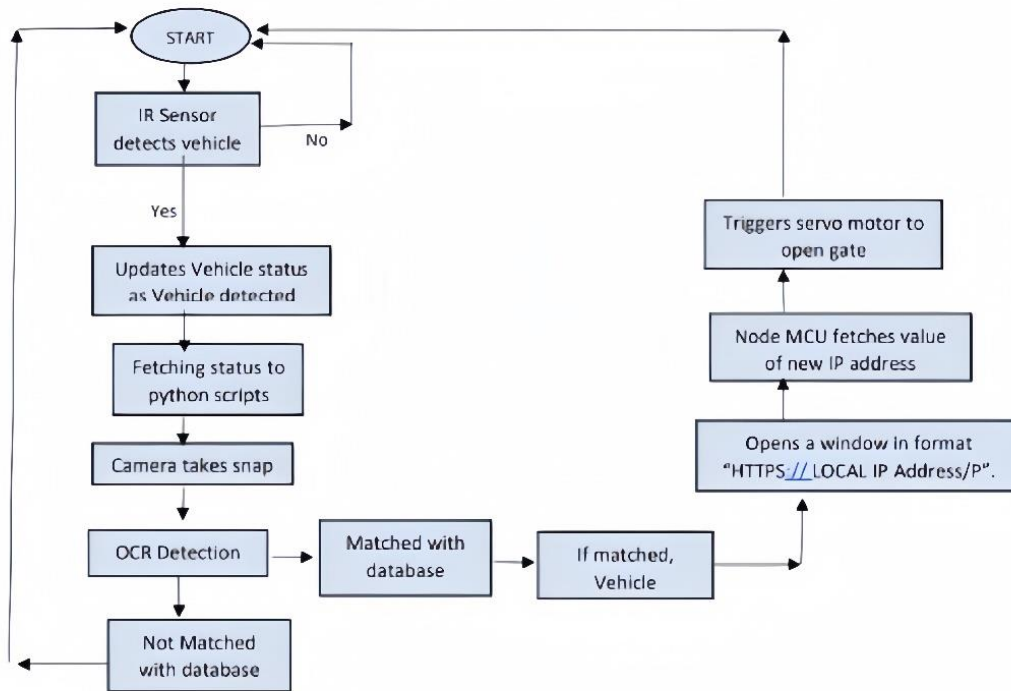 START
IR Sensor
detects vehicle
No
Yes
Updates Vehicle status
as Vehicle detected
Fetching status to
python scripts
Camera takes snap
OCR Detection
Not Matched
with database
Matched with
database
If matched,
Vehicle
Opens a window in format
“HTTPS:// LOCAL IP Address/P”.
Node MCU fetches value
of new IP address
Triggers servo motor to
open gate